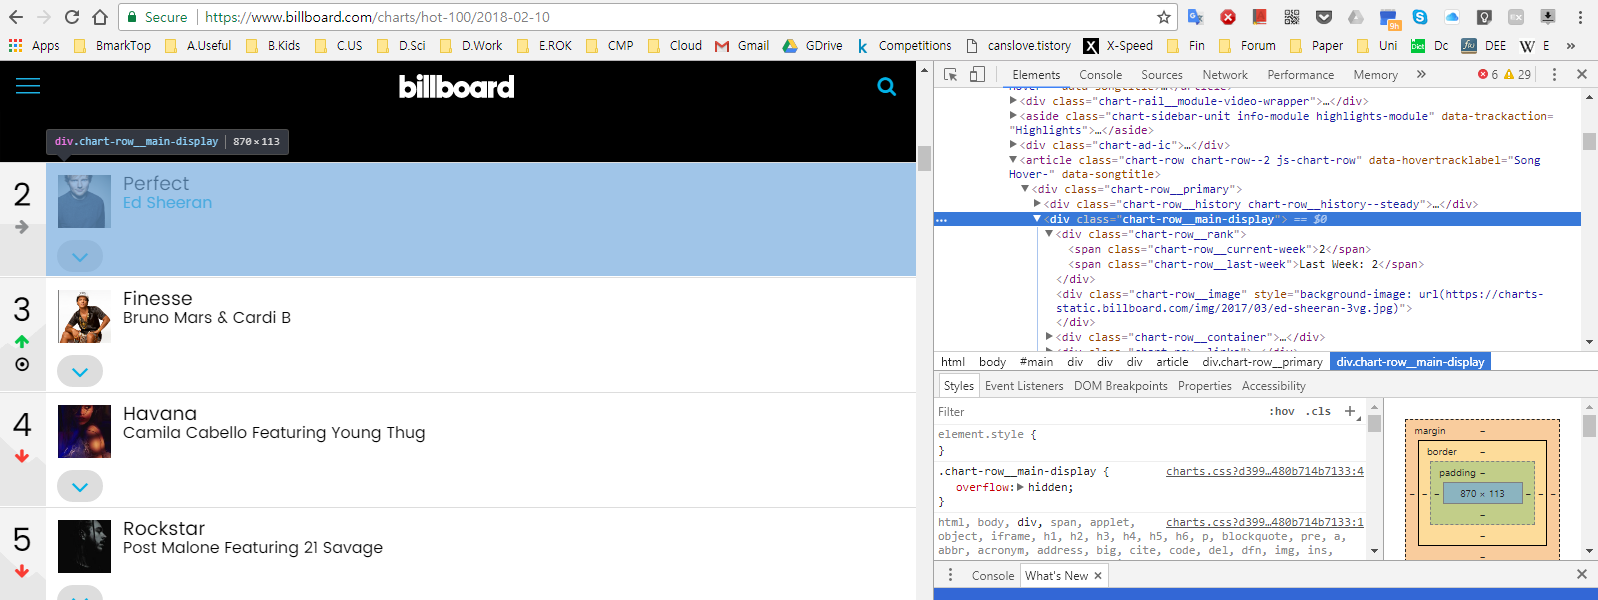 Secure | https://www.billboard.com/charts/hot-100/2018-02-10
Apps BmarkTop A.Useful B.Kids C.US D.Sci D.Work E.ROK CMP Cloud Gmail GDrive Competitions canslove.tistory X-Speed Fin Forum Paper Uni Dc DEE E »
billboard
div.chart-row__main-display | 870×113
2
Perfect
Ed Sheeran
3
Finesse
Bruno Mars & Cardi B
4
Havana
Camila Cabello Featuring Young Thug
5
Rockstar
Post Malone Featuring 21 Savage
Elements Console Sources Network Performance Memory » 6 29
<div class="chart-rail__module-video-wrapper">…</div>
<aside class="chart-sidebar-unit info-module highlights-module" data-trackaction=
"Highlights">…</aside>
<div class="chart-ad-ic">…</div>
<article class="chart-row chart-row--2 js-chart-row" data-hovertracklabel="Song
Hover-" data-songtitle>
<div class="chart-row__primary">
<div class="chart-row__history chart-row__history--steady">…</div>
<div class="chart-row__main-display"> == $0
<div class="chart-row__rank">
<span class="chart-row__current-week">2</span>
<span class="chart-row__last-week">Last Week: 2</span>
</div>
<div class="chart-row__image" style="background-image: url(https://charts-
static.billboard.com/img/2017/03/ed-sheeran-3vg.jpg)">
</div>
<div class="chart-row__container">…</div>
html body #main div div div article div.chart-row__primary div.chart-row__main-display
Styles Event Listeners DOM Breakpoints Properties Accessibility
Filter :hov .cls +
element.style {
}
.chart-row__main-display { charts.css?d399…480b714b7133:4
overflow: hidden;
}
html, body, div, span, applet, charts.css?d399…480b714b7133:1
object, iframe, h1, h2, h3, h4, h5, h6, p, blockquote, pre, a,
abbr, acronym, address, big, cite, code, del, dfn, img, ins,
margin –
border –
padding –
– – – 870 × 113 – – –
–
–
–
Console What's New ×